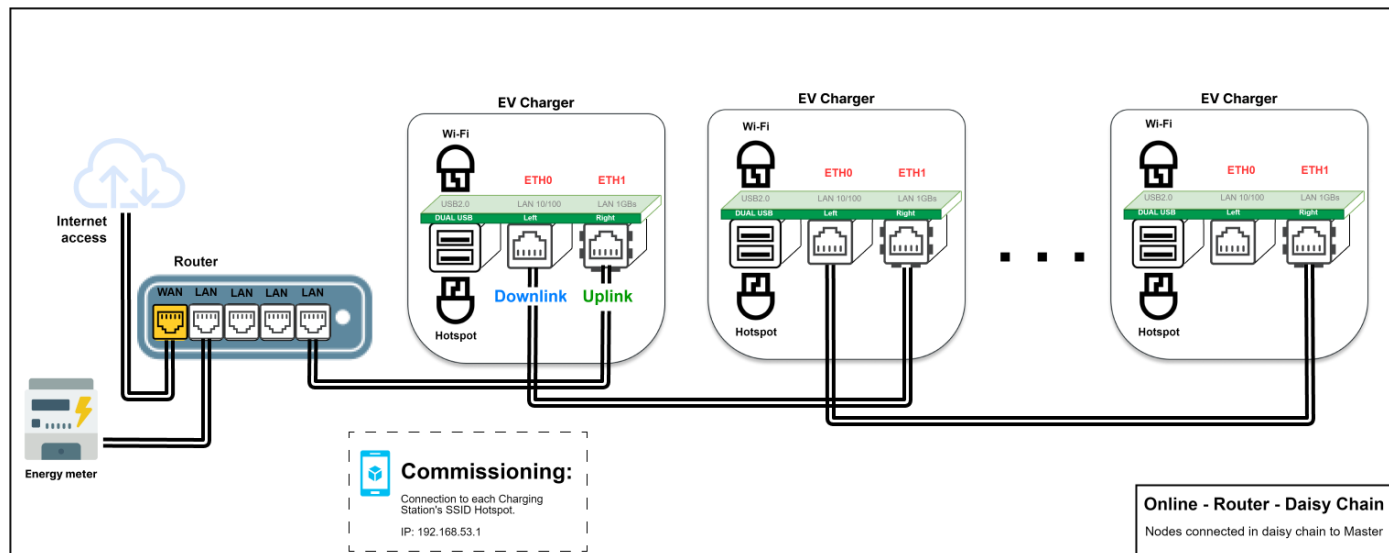 EV Charger
EV Charger
EV Charger
Wi-Fi
Wi-Fi
Wi-Fi
ETH0
ETH1
ETH0
ETH1
ETH0
ETH1
USB2.0
LAN 10/100
LAN 1GBs
USB2.0
LAN 10/100
LAN 1GBs
USB2.0
LAN 10/100
LAN 1GBs
DUAL USB
Left
Right
DUAL USB
Left
Right
DUAL USB
Left
Right
Internet
access
Router
WAN
LAN
LAN
LAN
LAN
Downlink
Uplink
Hotspot
Hotspot
Hotspot
Energy meter
Commissioning:
Connection to each Charging
Station's SSID Hotspot.
IP: 192.168.53.1
Online - Router - Daisy Chain
Nodes connected in daisy chain to Master